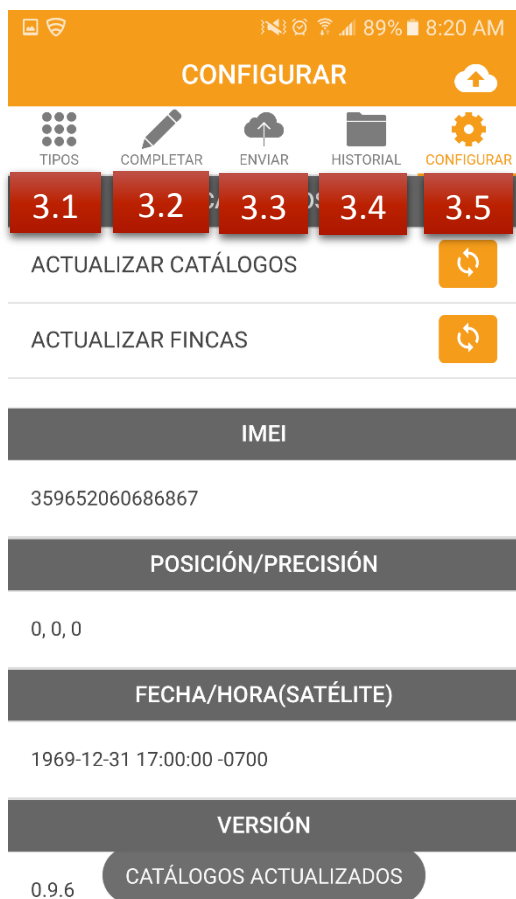 89% 8:20 AM
CONFIGURAR
TIPOS COMPLETAR ENVIAR HISTORIAL CONFIGURAR
3.1 3.2 3.3 3.4 3.5
ACTUALIZAR CATÁLOGOS
ACTUALIZAR FINCAS
IMEI
359652060686867
POSICIÓN/PRECISIÓN
0, 0, 0
FECHA/HORA(SATÉLITE)
1969-12-31 17:00:00 -0700
VERSIÓN
0.9.6
CATÁLOGOS ACTUALIZADOS